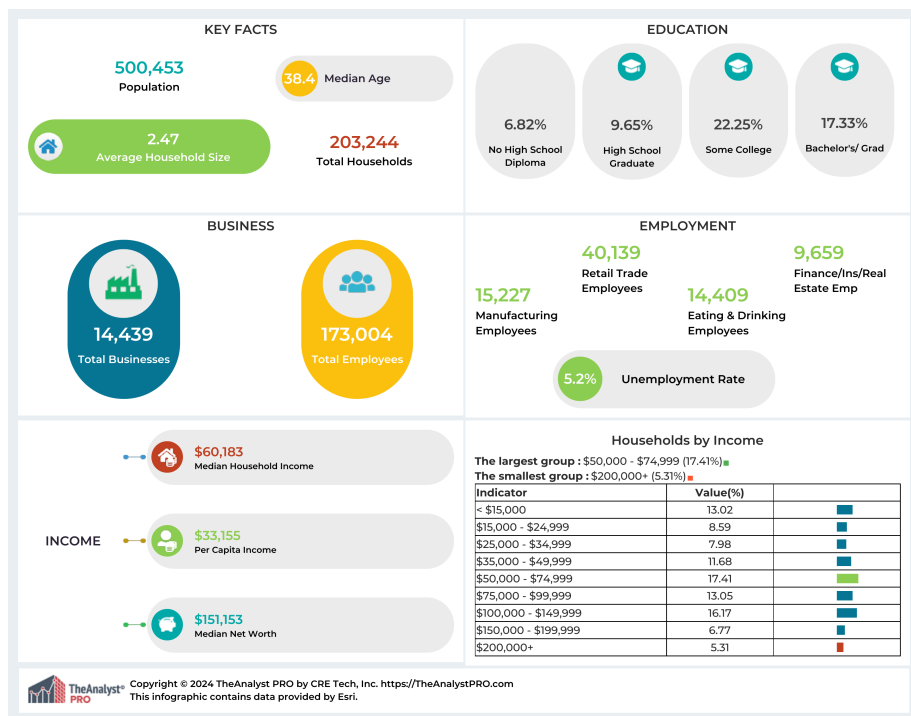 KEY FACTS
500,453
Population
38.4 Median Age
2.47
Average Household Size
203,244
Total Households
EDUCATION
6.82%
No High School
Diploma
9.65%
High School
Graduate
22.25%
Some College
17.33%
Bachelor's/ Grad
BUSINESS
14,439
Total Businesses
173,004
Total Employees
EMPLOYMENT
15,227
Manufacturing
Employees
40,139
Retail Trade
Employees
14,409
Eating & Drinking
Employees
9,659
Finance/Ins/Real
Estate Emp
5.2% Unemployment Rate
INCOME
$60,183
Median Household Income
$33,155
Per Capita Income
$151,153
Median Net Worth
Households by Income
The largest group : $50,000 - $74,999 (17.41%)
The smallest group : $200,000+ (5.31%)
Indicator Value(%)
< $15,000 13.02
$15,000 - $24,999 8.59
$25,000 - $34,999 7.98
$35,000 - $49,999 11.68
$50,000 - $74,999 17.41
$75,000 - $99,999 13.05
$100,000 - $149,999 16.17
$150,000 - $199,999 6.77
$200,000+ 5.31
TheAnalyst®
PRO
Copyright © 2024 TheAnalyst PRO by CRE Tech, Inc. https://TheAnalystPRO.com
This infographic contains data provided by Esri.